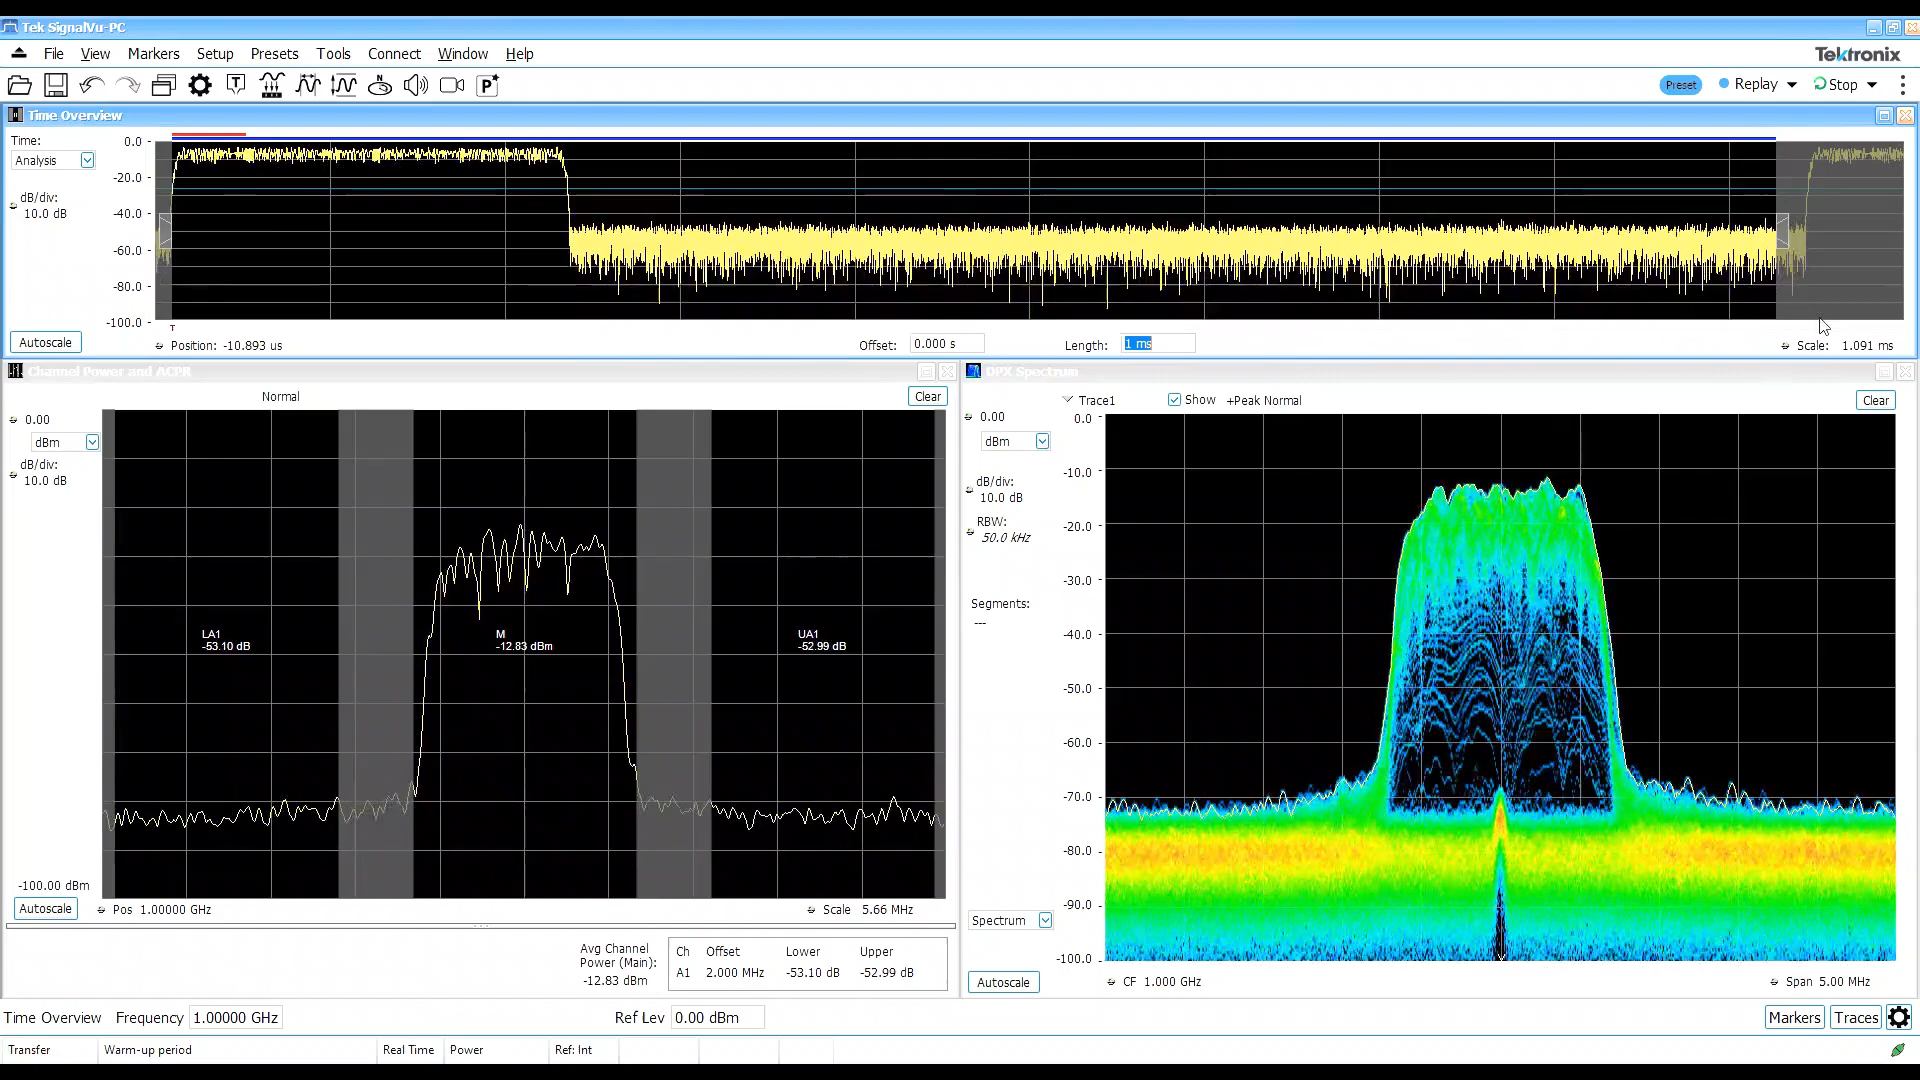 Tek SignalVu-PC
File View Markers Setup Presets Tools Connect Window Help
Tektronix
Preset Replay Stop
Time Overview
Time:
Analysis
dB/div:
10.0 dB
0.0
-20.0
-40.0
-60.0
-80.0
-100.0
T
Autoscale
Position: -10.893 us
Offset: 0.000 s
Length: 1 ms
Scale: 1.091 ms
Channel Power and ACPR
Normal
Clear
0.00
dBm
dB/div:
10.0 dB
LA1
-53.10 dB
M
-12.83 dBm
UA1
-52.99 dB
-100.00 dBm
Autoscale
Pos 1.00000 GHz
Scale 5.66 MHz
Avg Channel
Power (Main):
-12.83 dBm
Ch Offset Lower Upper
A1 2.000 MHz -53.10 dB -52.99 dB
DPX Spectrum
Trace1
Show
+Peak Normal
Clear
0.00
dBm
dB/div:
10.0 dB
RBW:
50.0 kHz
Segments:
---
Spectrum
Autoscale
0.0
-10.0
-20.0
-30.0
-40.0
-50.0
-60.0
-70.0
-80.0
-90.0
-100.0
CF 1.000 GHz
Span 5.00 MHz
Time Overview Frequency 1.00000 GHz
Ref Lev 0.00 dBm
Markers Traces
Transfer Warm-up period Real Time Power Ref: Int